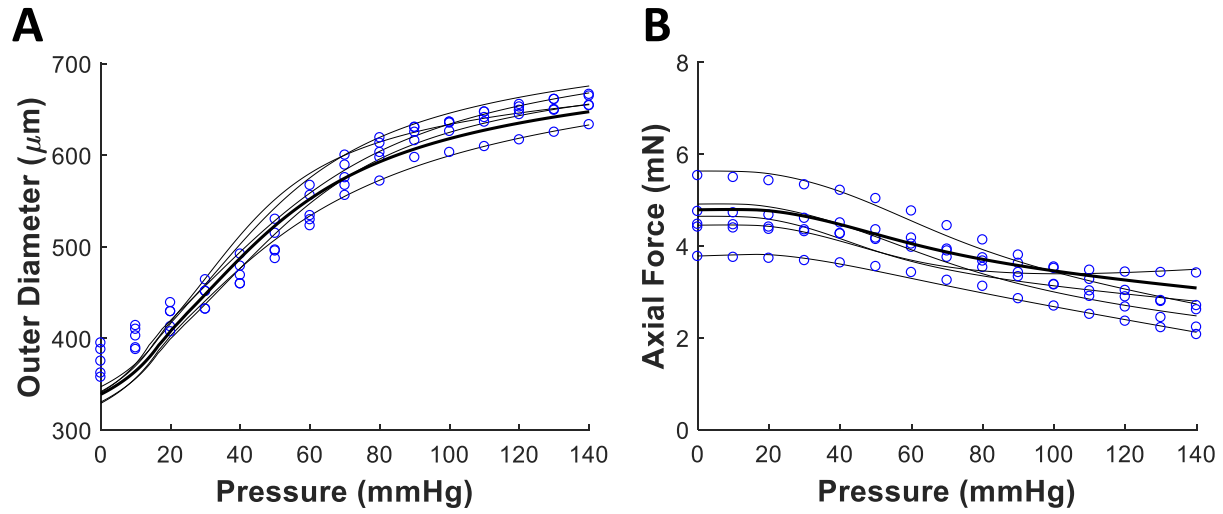 A
700
600
500
400
300
0 20 40 60 80 100 120 140
Outer Diameter (μm)
Pressure (mmHg)
B
8
6
4
2
0
0 20 40 60 80 100 120 140
Axial Force (mN)
Pressure (mmHg)